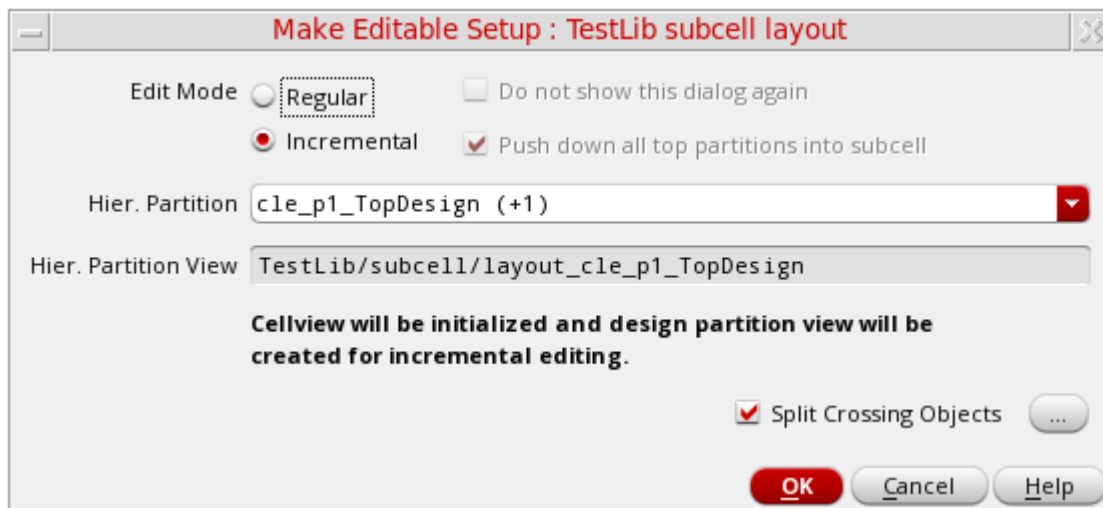 Make Editable Setup : TestLib subcell layout
Edit Mode Regular Do not show this dialog again
Incremental Push down all top partitions into subcell
Hier. Partition cle_p1_TopDesign (+1)
Hier. Partition View TestLib/subcell/layout_cle_p1_TopDesign
Cellview will be initialized and design partition view will be
created for incremental editing.
Split Crossing Objects ...
OK Cancel Help